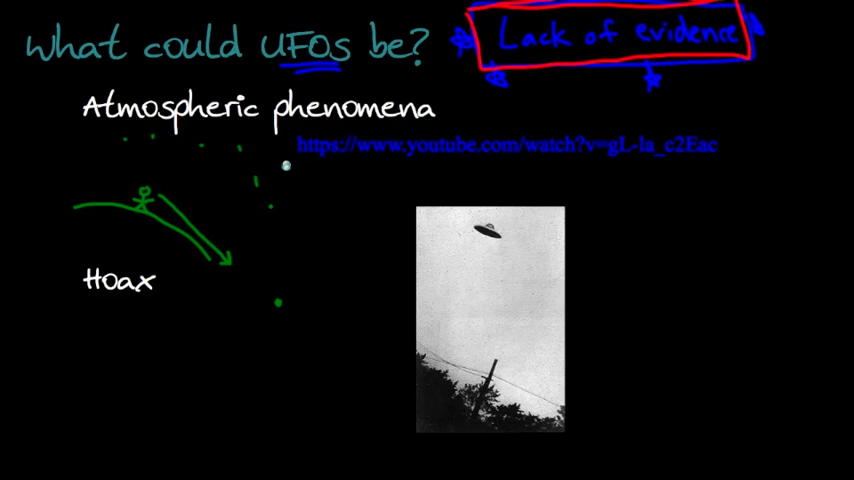 What could UFOs be?
Lack of evidence
Atmospheric phenomena
https://www.youtube.com/watch?v=gL-la_c2Eac
Hoax